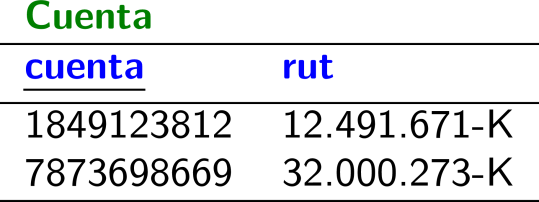 Cuenta
cuenta rut
1849123812 12.491.671-K
7873698669 32.000.273-K